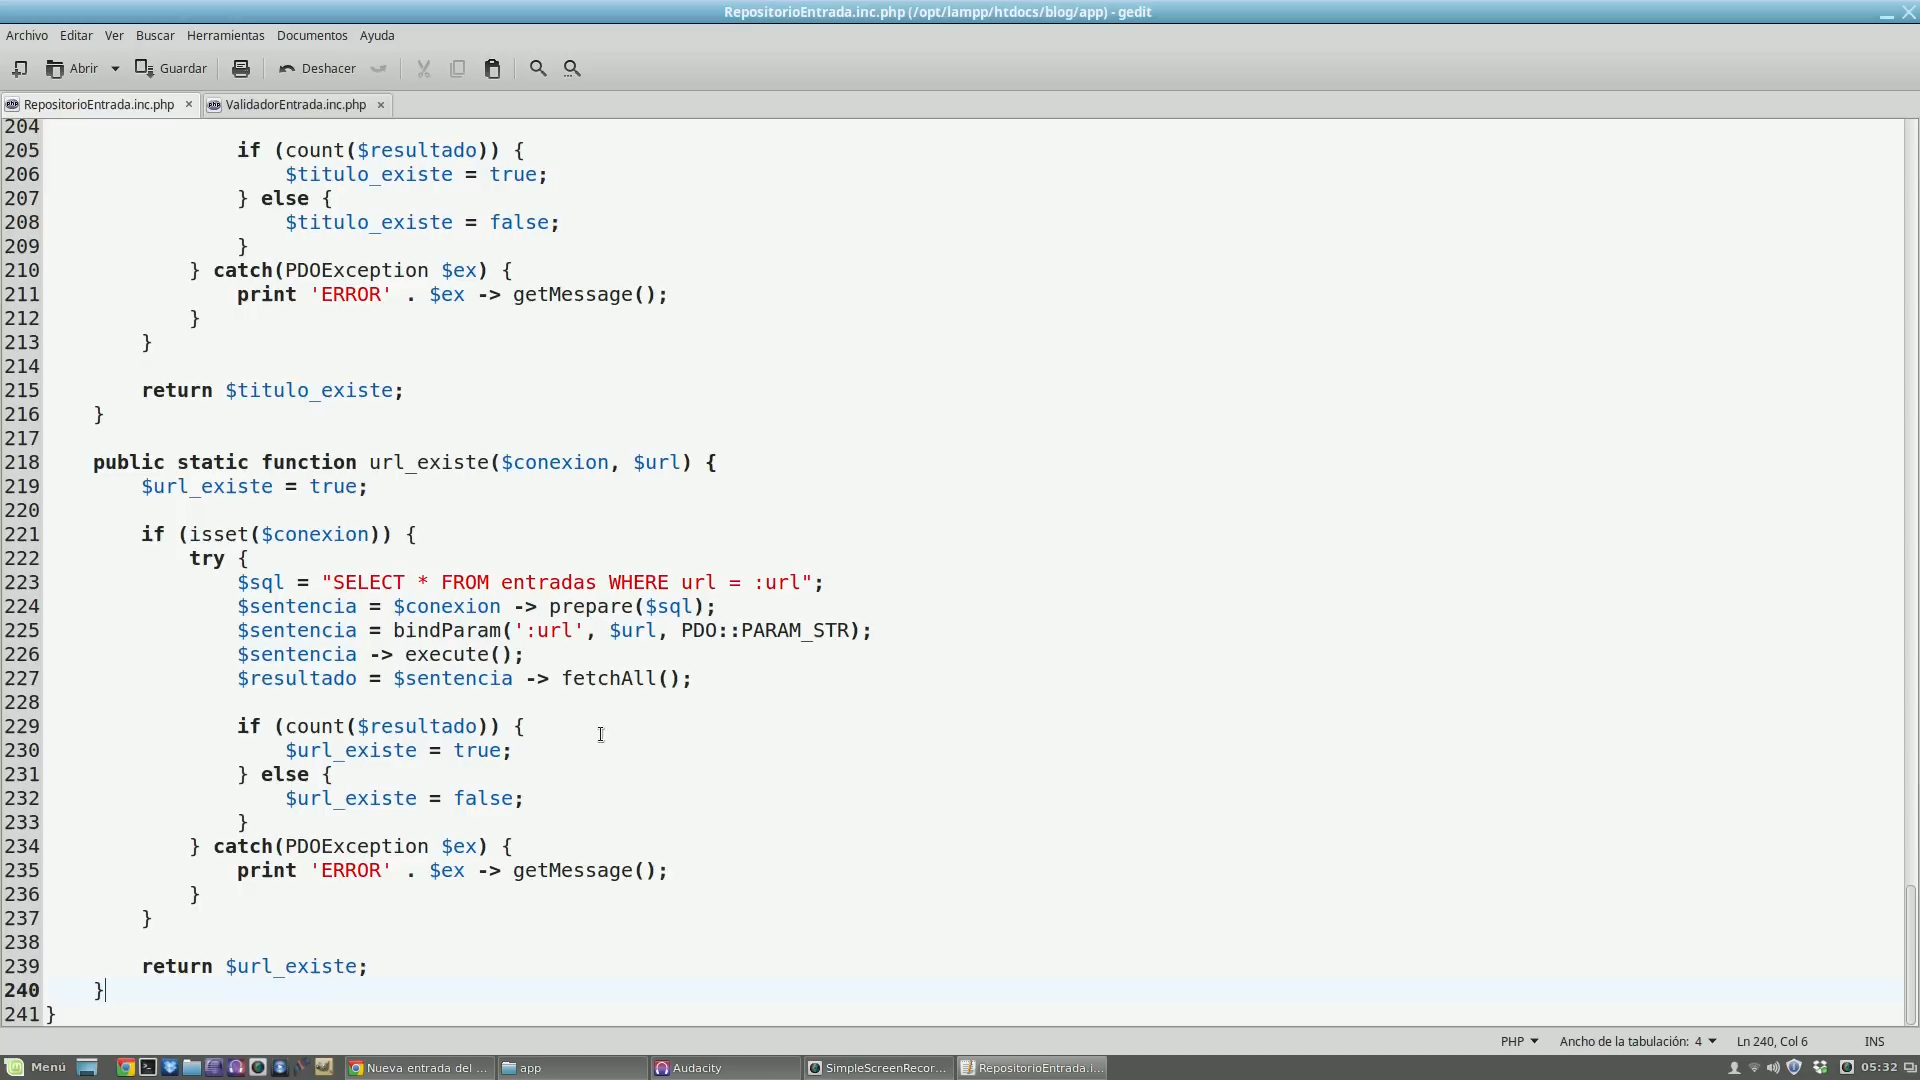 RepositorioEntrada.inc.php (/opt/lampp/htdocs/blog/app) - gedit
Archivo Editar Ver Buscar Herramientas Documentos Ayuda
Abrir Guardar Deshacer
RepositorioEntrada.inc.php × ValidadorEntrada.inc.php ×
204
205 if (count($resultado)) {
206 $titulo_existe = true;
207 } else {
208 $titulo_existe = false;
209 }
210 } catch(PDOException $ex) {
211 print 'ERROR' . $ex -> getMessage();
212 }
213 }
214
215 return $titulo_existe;
216 }
217
218 public static function url_existe($conexion, $url) {
219 $url_existe = true;
220
221 if (isset($conexion)) {
222 try {
223 $sql = "SELECT * FROM entradas WHERE url = :url";
224 $sentencia = $conexion -> prepare($sql);
225 $sentencia = bindParam(':url', $url, PDO::PARAM_STR);
226 $sentencia -> execute();
227 $resultado = $sentencia -> fetchAll();
228
229 if (count($resultado)) {
230 $url_existe = true;
231 } else {
232 $url_existe = false;
233 }
234 } catch(PDOException $ex) {
235 print 'ERROR' . $ex -> getMessage();
236 }
237 }
238
239 return $url_existe;
240 }
241 }
PHP Ancho de la tabulación: 4 Ln 240, Col 6 INS
Menú Nueva entrada del ... app Audacity SimpleScreenRecor... RepositorioEntrada.i... 05:32